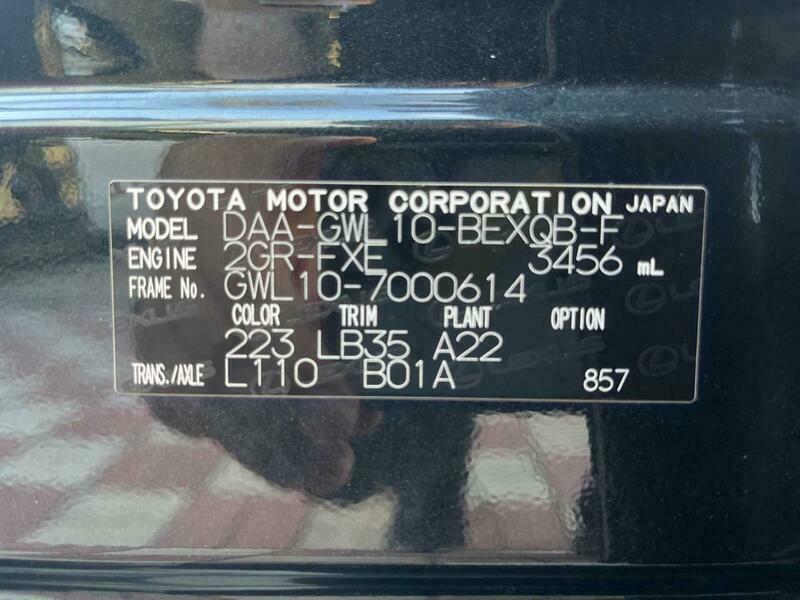 TOYOTA MOTOR CORPORATION JAPAN
MODEL DAA-GWL10-BEXQB-F
ENGINE 2GR-FXE 3456 mL
FRAME No. GWL10-7000614
COLOR TRIM PLANT OPTION
223 LB35 A22
TRANS./AXLE L110 B01A 857